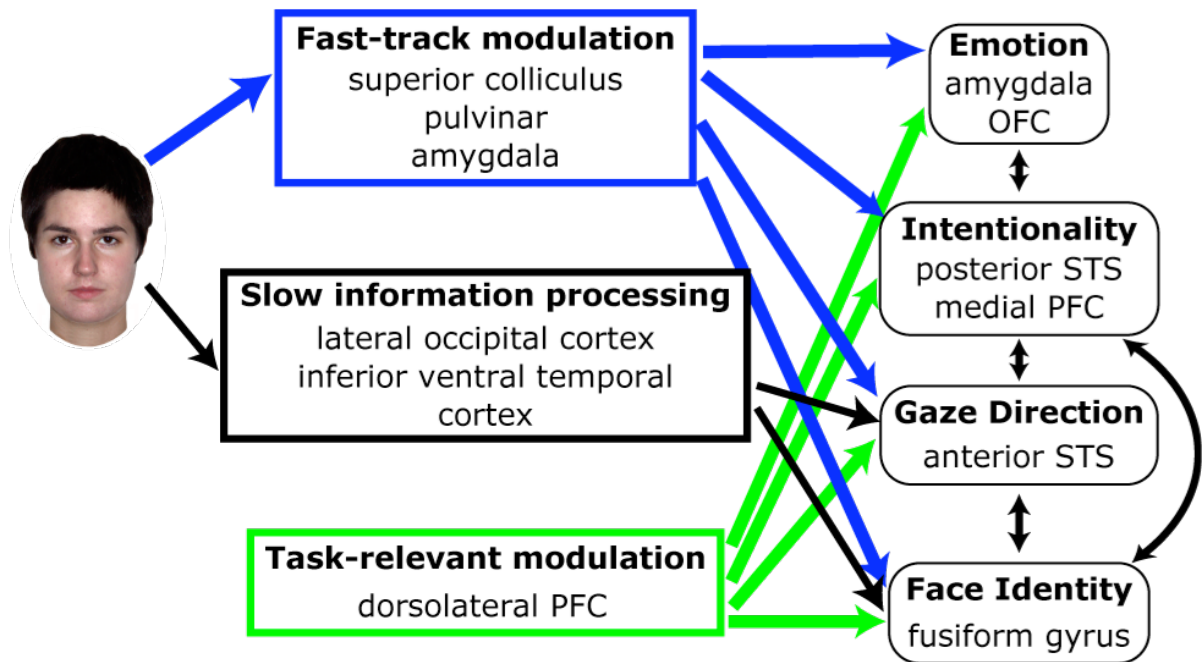 Fast-track modulation
superior colliculus
pulvinar
amygdala
Slow information processing
lateral occipital cortex
inferior ventral temporal
cortex
Task-relevant modulation
dorsolateral PFC
Emotion
amygdala
OFC
Intentionality
posterior STS
medial PFC
Gaze Direction
anterior STS
Face Identity
fusiform gyrus